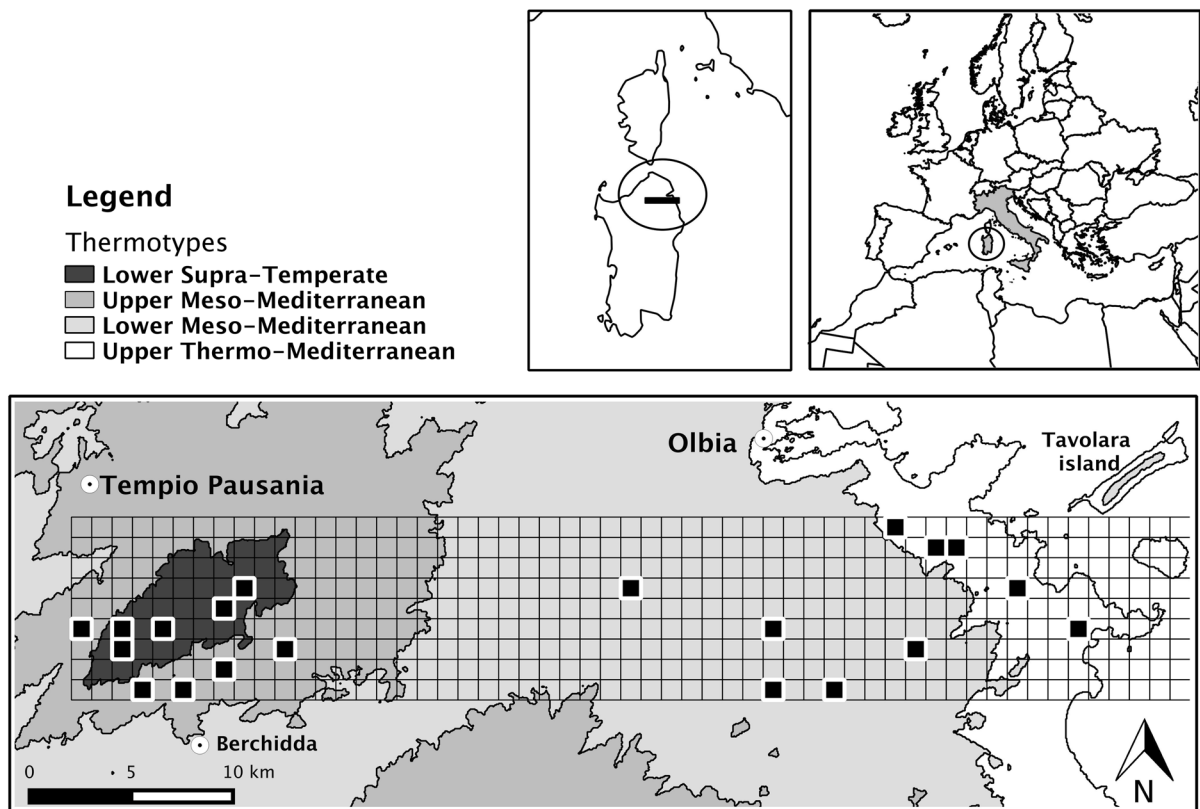 Legend
Thermotypes
Lower Supra-Temperate
Upper Meso-Mediterranean
Lower Meso-Mediterranean
Upper Thermo-Mediterranean
Olbia
Tavolara
island
Tempio Pausania
Berchidda
0 5 10 km
N